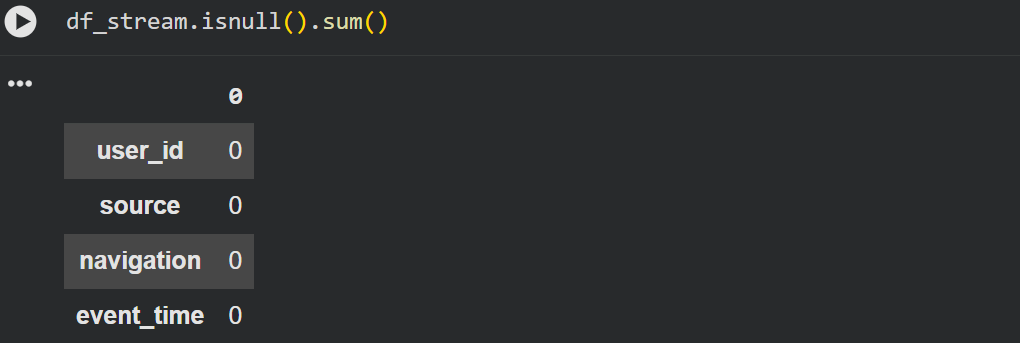 df_stream.isnull().sum()
0
user_id 0
source 0
navigation 0
event_time 0